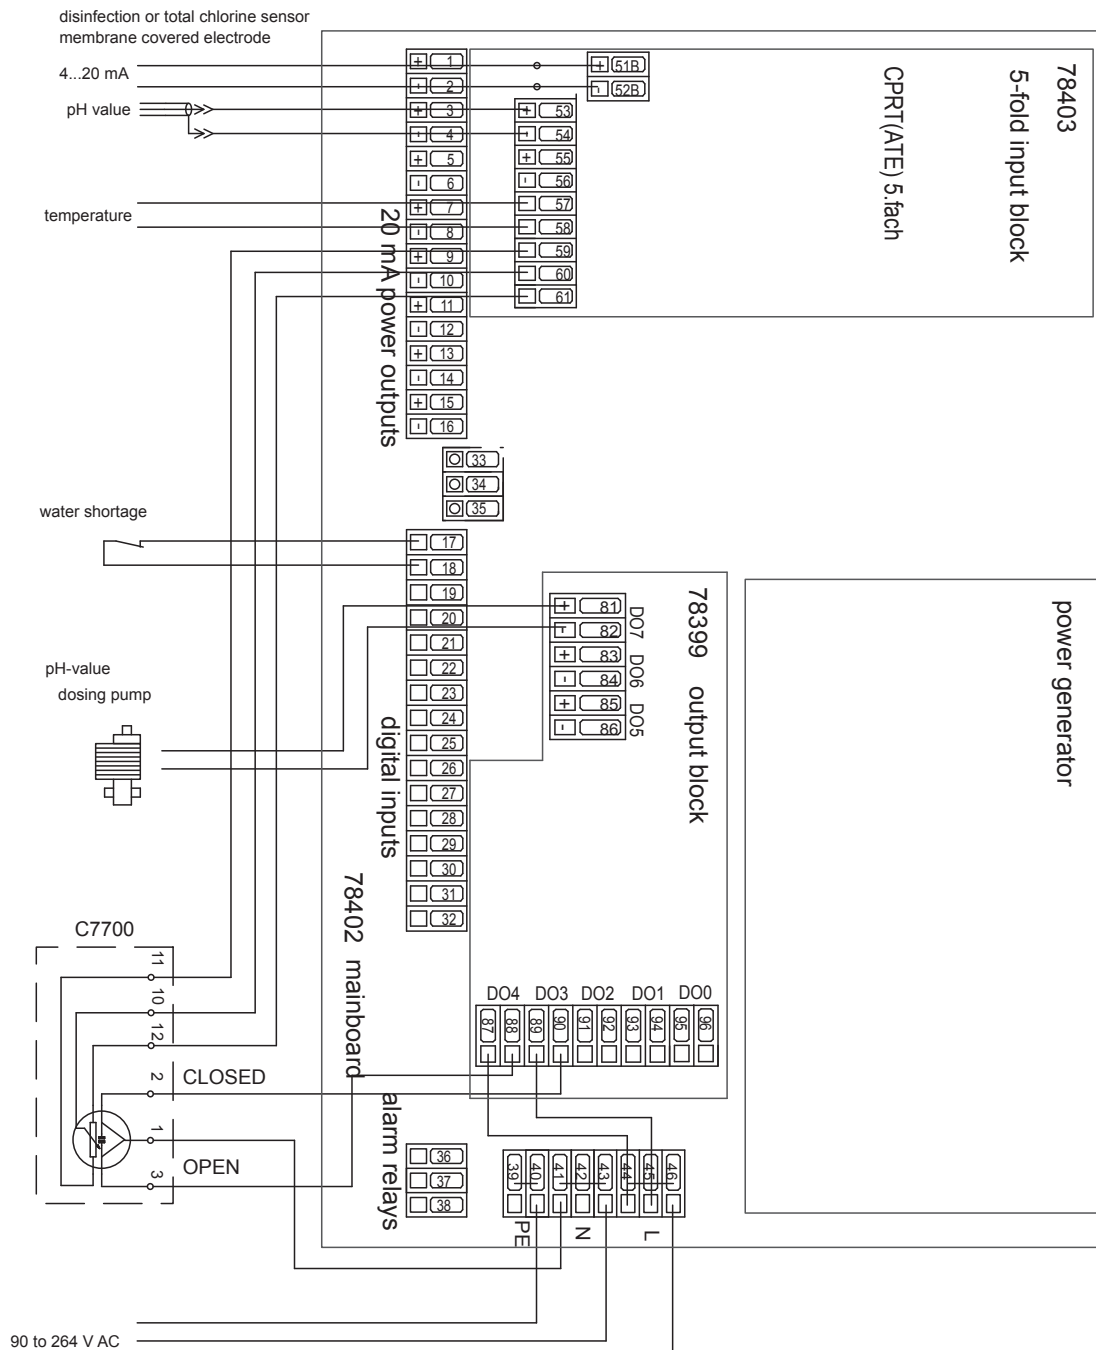 disinfection or total chlorine sensor
membrane covered electrode
4...20 mA
pH value
temperature
water shortage
pH-value
dosing pump
C7700
11
10
12
2 CLOSED
1
3 OPEN
90 to 264 V AC
+ 1
- 2
+ 3
- 4
+ 5
- 6
+ 7
- 8
+ 9
- 10
+ 11
- 12
+ 13
- 14
+ 15
- 16
20 mA power outputs
33
34
35
17
18
19
20
21
22
23
24
25
26
27
28
29
30
31
32
digital inputs
78402 mainboard
36
37
38
alarm relays
+ 51B
- 52B
+ 53
- 54
+ 55
- 56
57
58
59
60
61
78403
5-fold input block
CPRT(ATE) 5.fach
+ 81
- 82
+ 83
- 84
+ 85
- 86
DO7
DO6
DO5
78399 output block
DO4 DO3 DO2 DO1 DO0
87 88 89 90 91 92 93 94 95 96
39 40 41 42 43 44 45 46
PE N L
power generator